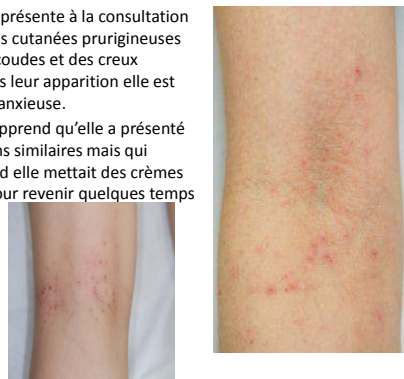 présente à la consultation
s cutanées prurigineuses
coudes et des creux
s leur apparition elle est
anxieuse.
pprend qu'elle a présenté
ns similaires mais qui
d elle mettait des crèmes
our revenir quelques temps